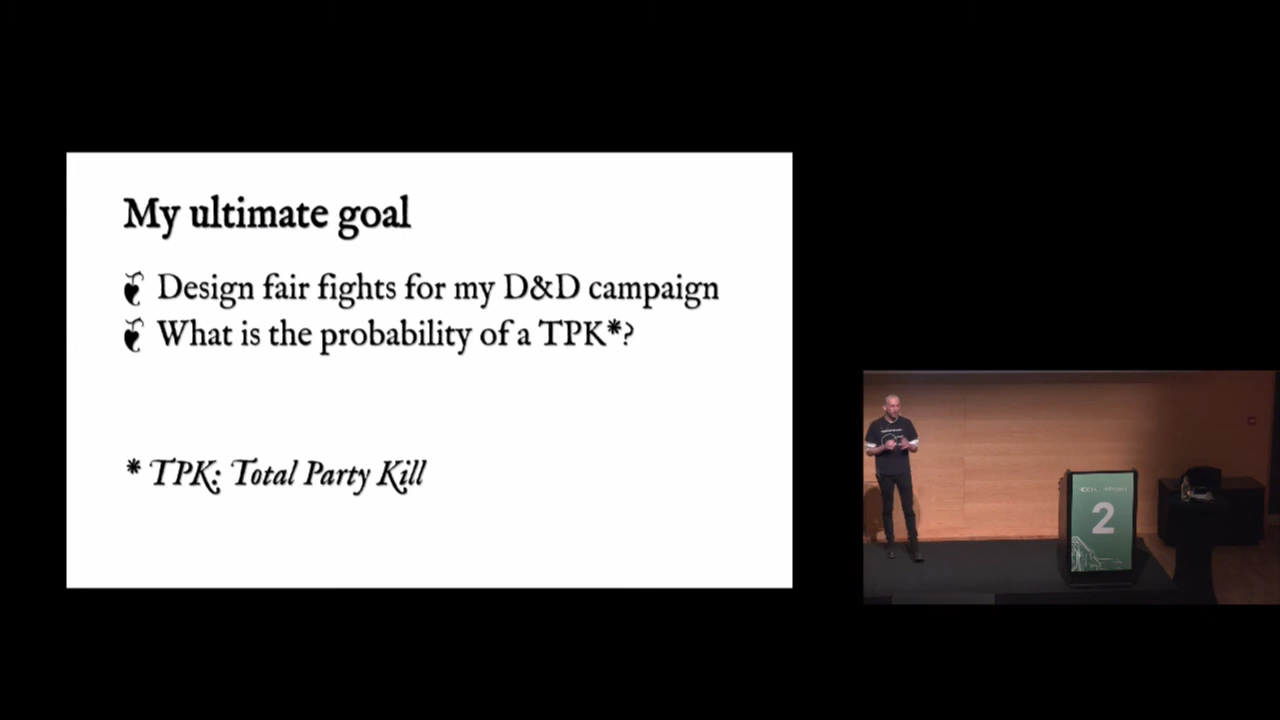 My ultimate goal
Design fair fights for my D&D campaign
What is the probability of a TPK*?
* TPK: Total Party Kill
2